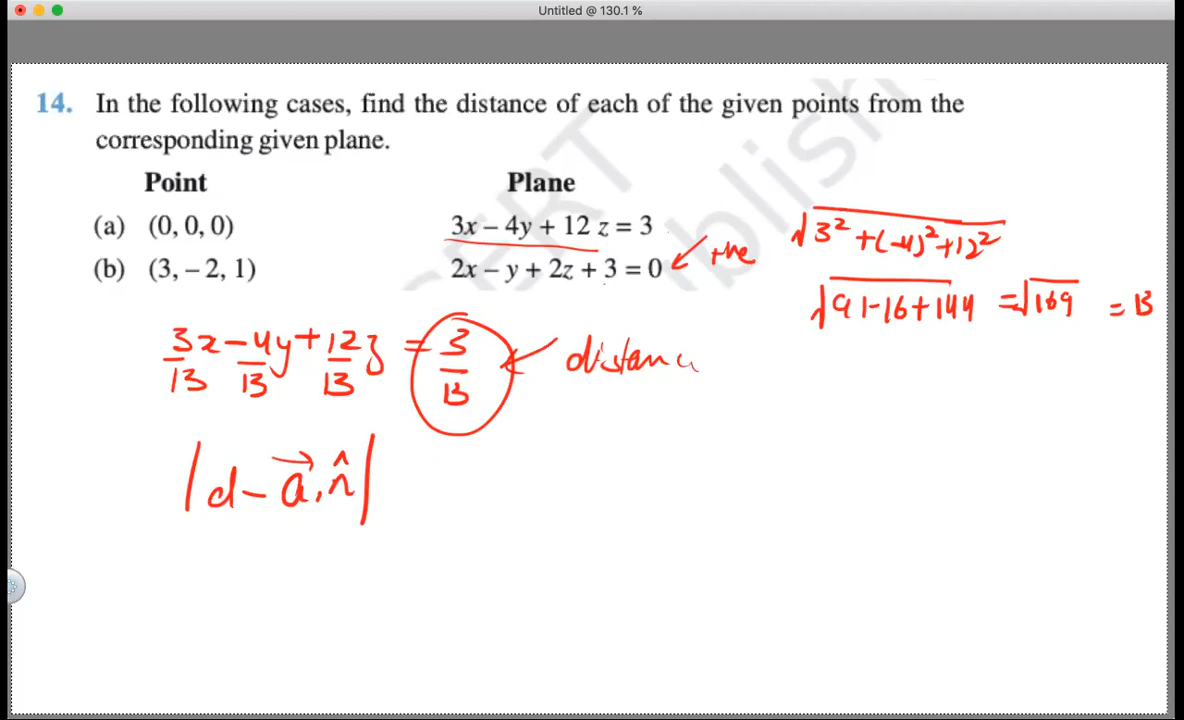 Untitled @ 130.1 %
14. In the following cases, find the distance of each of the given points from the
corresponding given plane.
Point Plane
(a) (0, 0, 0) 3x – 4y + 12 z = 3
(b) (3, – 2, 1) 2x – y + 2z + 3 = 0
the √3² + (-4)² + 12²
√9 + 16 + 144 = √169 = 13
3x/13 - 4y/13 + 12z/13 = 3/13 distanc
|d - a⃗. n̂|